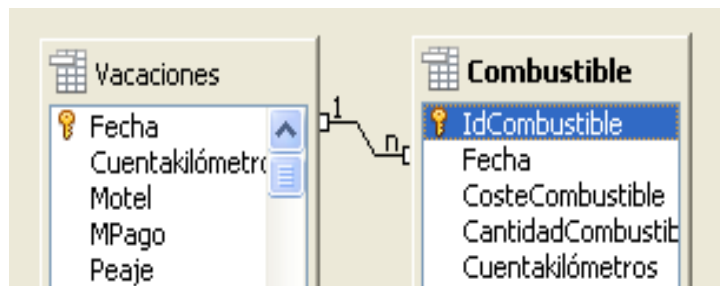 Vacaciones
Fecha
Cuentakilómetro
Motel
MPago
Peaje
1
n
Combustible
IdCombustible
Fecha
CosteCombustible
CantidadCombustib
Cuentakilómetros